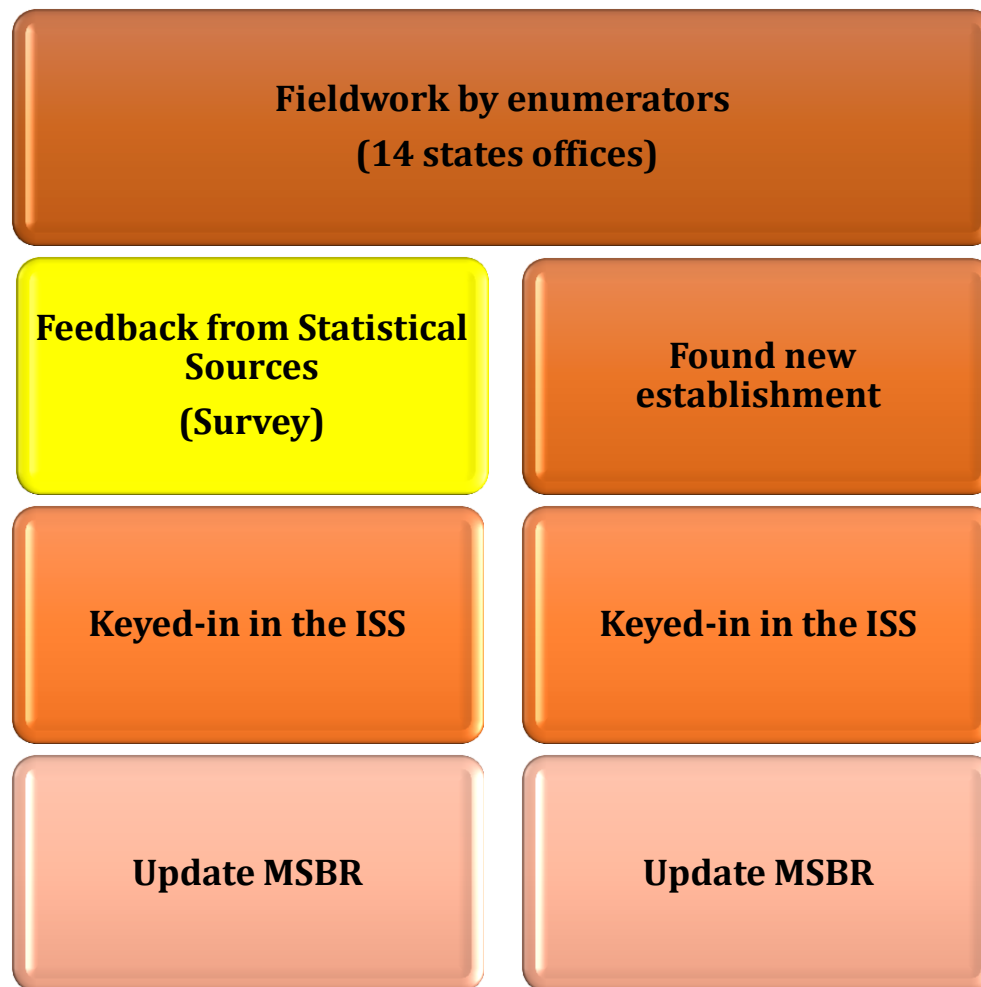 Fieldwork by enumerators
(14 states offices)
Feedback from Statistical
Sources
(Survey)
Found new
establishment
Keyed-in in the ISS
Keyed-in in the ISS
Update MSBR
Update MSBR